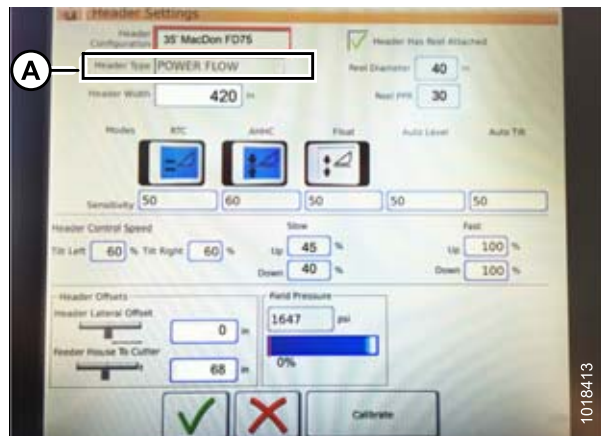 Header Settings
Header Configuration 35' MacDon FD75
Header Has Reel Attached
A
Header Type POWER FLOW
Reel Diameter 40 in
Header Width 420 in
Reel PPR 30
Modes RTC AHHC Float Auto Level Auto Tilt
Sensitivity 50 60 50 50 50
Header Control Speed Slow Fast
Tilt Left 60 % Tilt Right 60 % Up 45 % Up 100 %
Down 40 % Down 100 %
Header Offsets Field Pressure
Header Lateral Offset
0 in 1647 psi
Feeder House To Cutter
68 in 0%
Calibrate
1018413